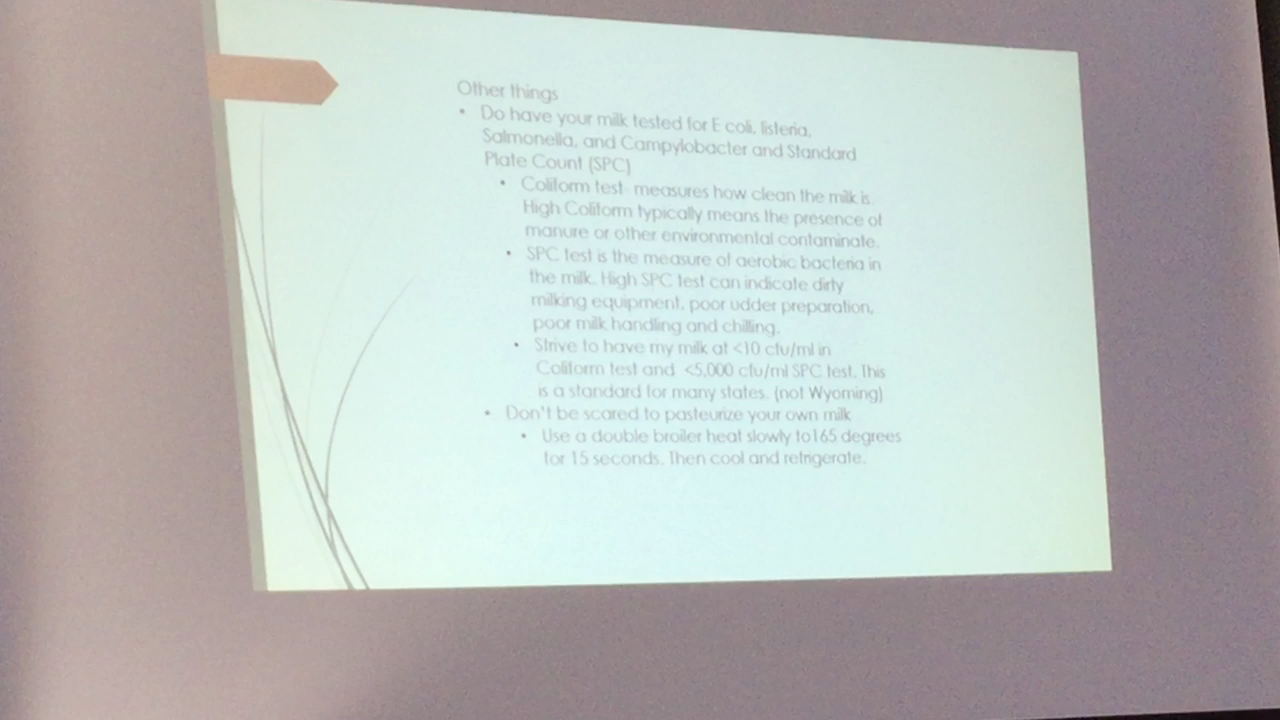 Other things
• Do have your milk tested for E coli, listeria,
Salmonella, and Campylobacter and Standard
Plate Count (SPC)
• Coliform test- measures how clean the milk is.
High Coliform typically means the presence of
manure or other environmental contaminate.
• SPC test is the measure of aerobic bacteria in
the milk. High SPC test can indicate dirty
milking equipment, poor udder preparation,
poor milk handling and chilling.
• Strive to have my milk at <10 cfu/ml in
Coliform test and <5,000 cfu/ml SPC test. This
is a standard for many states. (not Wyoming)
• Don't be scared to pasteurize your own milk
• Use a double broiler heat slowly to165 degrees
for 15 seconds. Then cool and refrigerate.